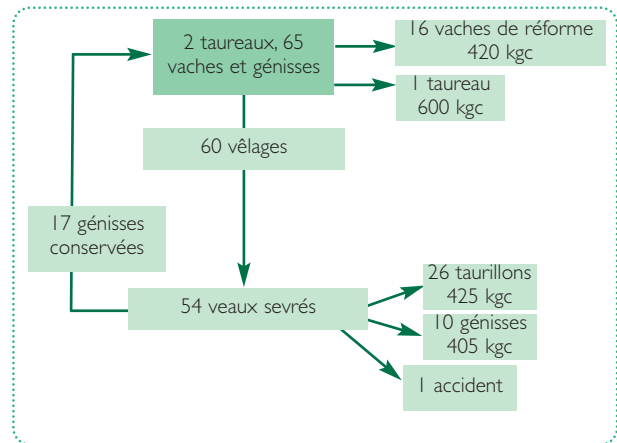 2 taureaux, 65
vaches et génisses
16 vaches de réforme
420 kgc
1 taureau
600 kgc
60 vêlages
17 génisses
conservées
54 veaux sevrés
26 taurillons
425 kgc
10 génisses
405 kgc
1 accident